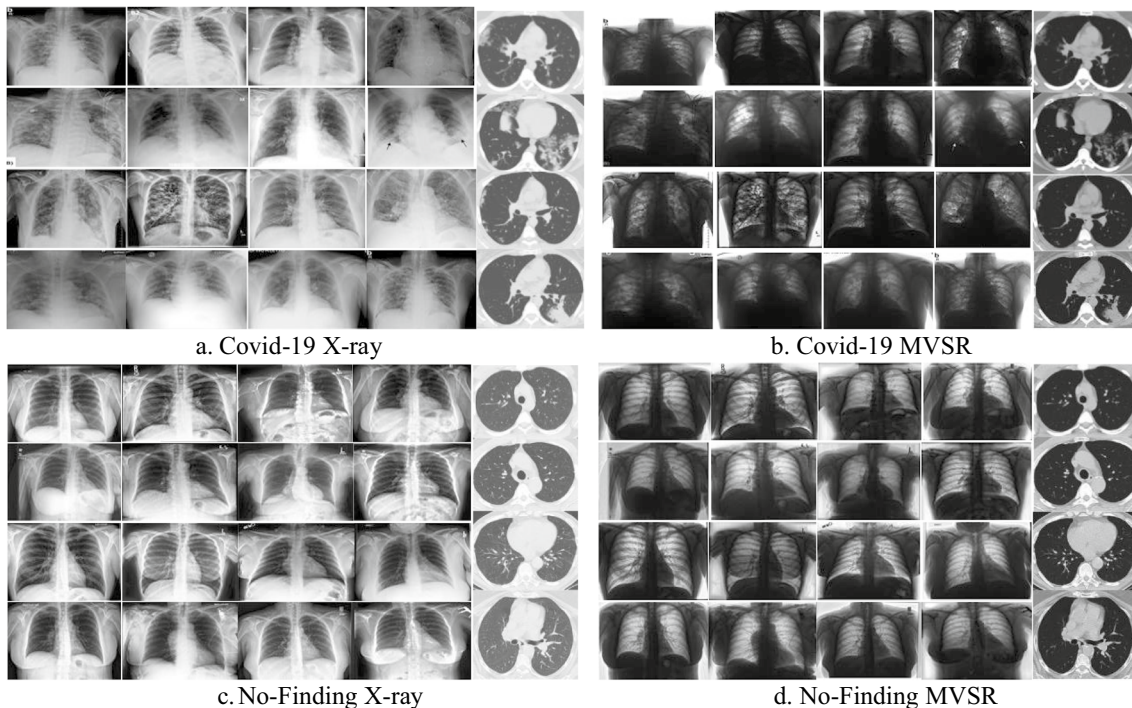 a. Covid-19 X-ray
b. Covid-19 MVSR
c. No-Finding X-ray
d. No-Finding MVSR